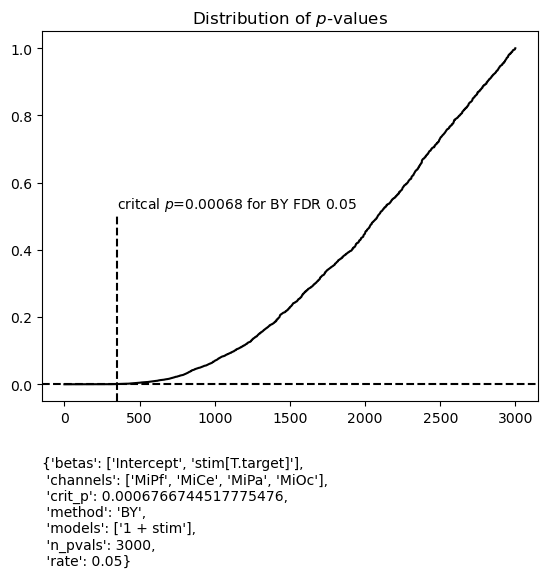 Distribution of p-values
1.0
0.8
0.6
critcal p=0.00068 for BY FDR 0.05
0.4
0.2
0.0
0 500 1000 1500 2000 2500 3000
{'betas': ['Intercept', 'stim[T.target]'],
'channels': ['MiPf', 'MiCe', 'MiPa', 'MiOc'],
'crit_p': 0.0006766744517775476,
'method': 'BY',
'models': ['1 + stim'],
'n_pvals': 3000,
'rate': 0.05}